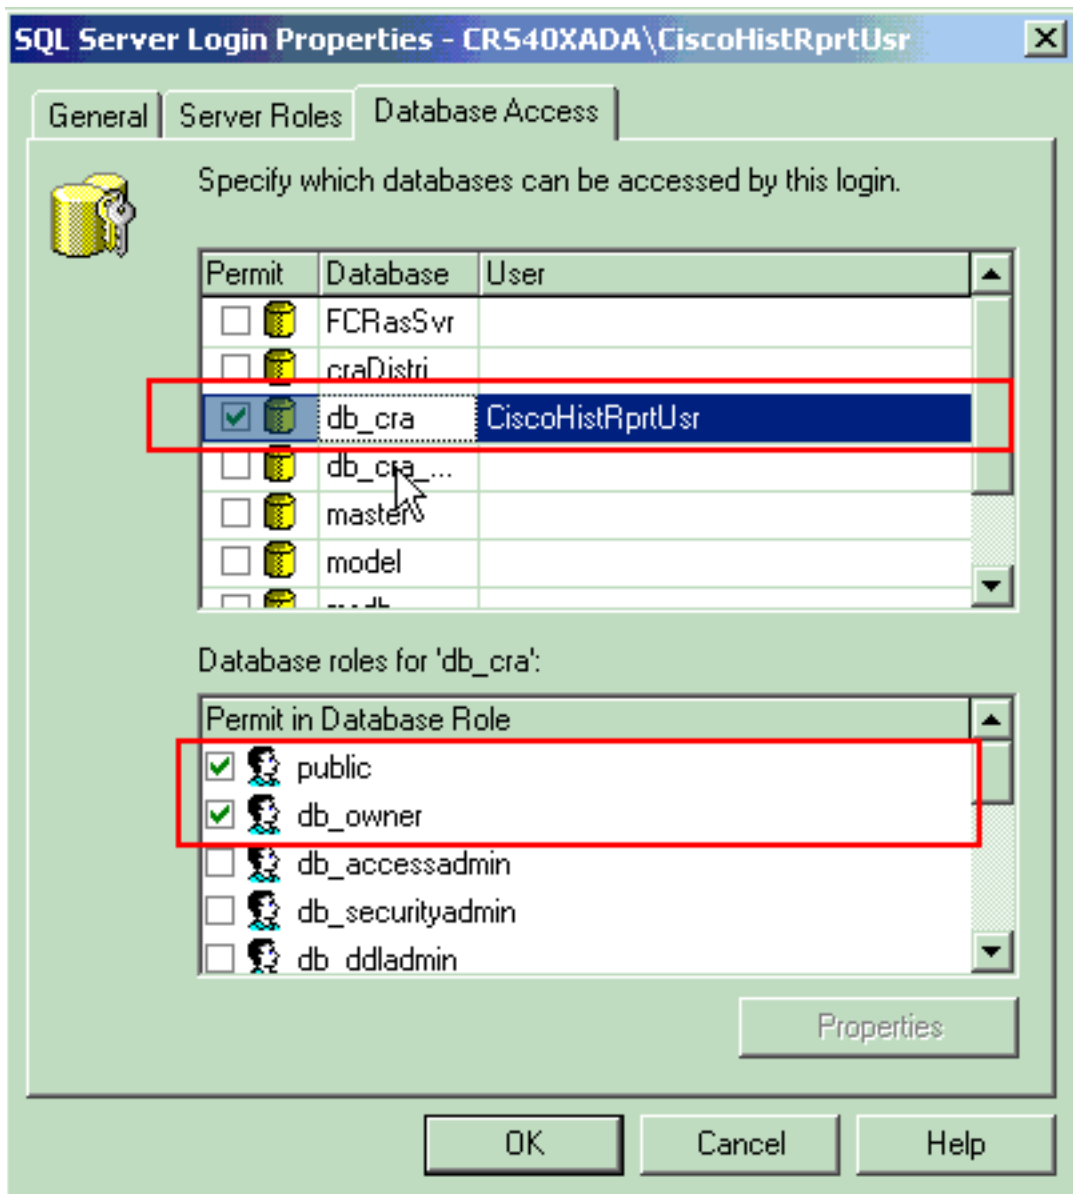 SQL Server Login Properties - CRS40XADA\CiscoHistRprtUsr
General Server Roles Database Access
Specify which databases can be accessed by this login.
Permit Database User
FCRasSvr
craDistri...
db_cra CiscoHistRprtUsr
db_cra_...
master
model
Database roles for 'db_cra':
Permit in Database Role
public
db_owner
db_accessadmin
db_securityadmin
db_ddladmin
Properties
OK Cancel Help